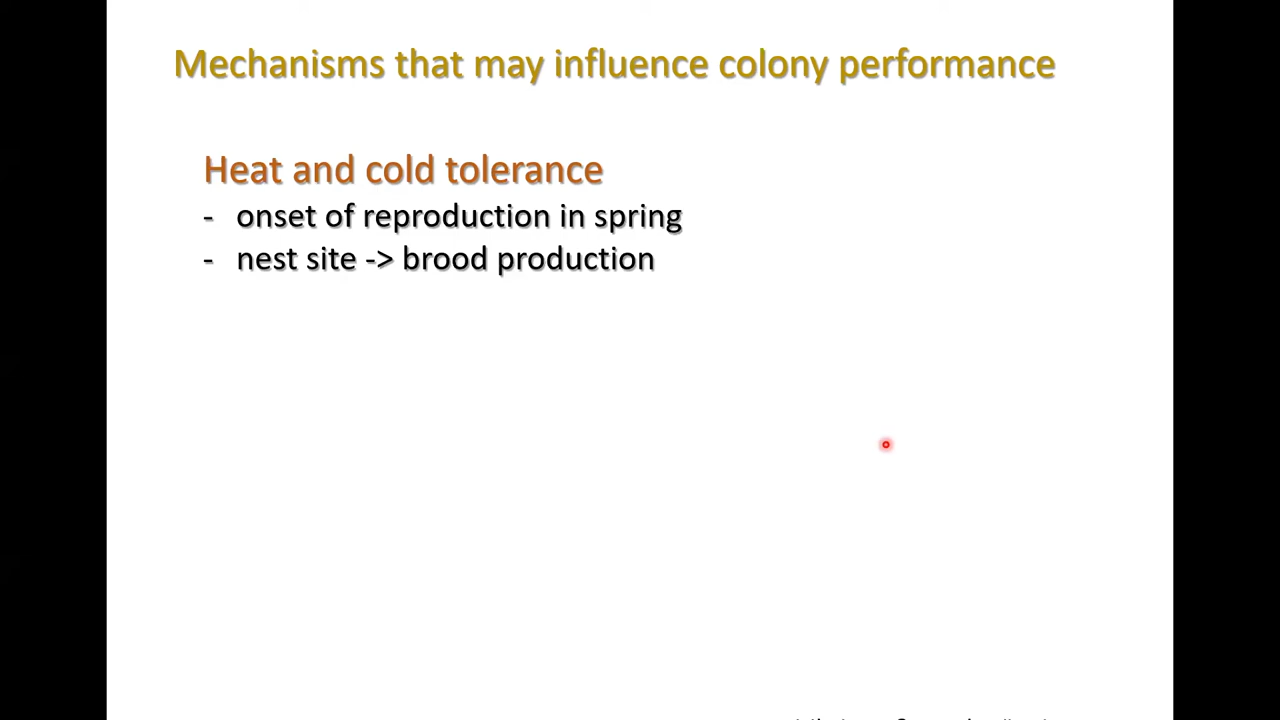 Mechanisms that may influence colony performance
Heat and cold tolerance
- onset of reproduction in spring
- nest site -> brood production